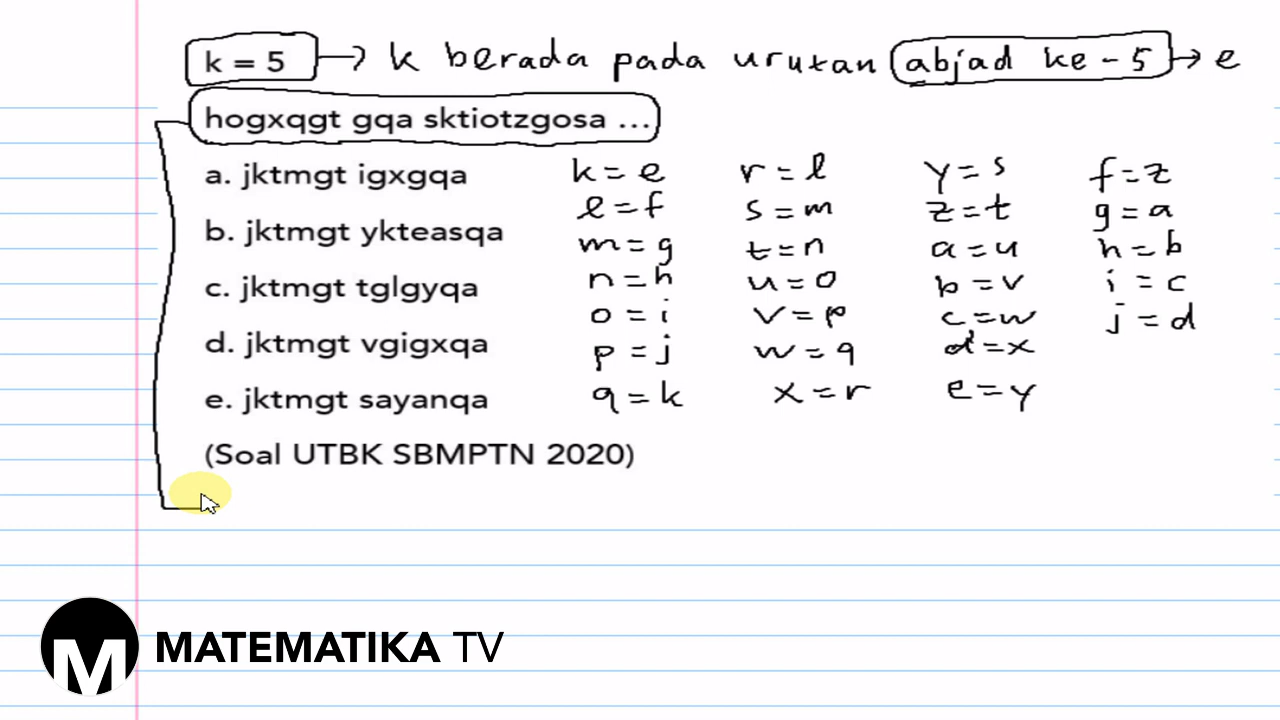 k = 5 → k berada pada urutan abjad ke - 5 → e
hogxqgt gqa sktiotzgosa ...
a. jktmgt igxgqa
b. jktmgt ykteasqa
c. jktmgt tglgyqa
d. jktmgt vgigxqa
e. jktmgt sayanqa
(Soal UTBK SBMPTN 2020)
k = e
l = f
m = g
n = h
o = i
p = j
q = k
r = l
s = m
t = n
u = o
v = p
w = q
x = r
y = s
z = t
a = u
b = v
c = w
d = x
e = y
f = z
g = a
h = b
i = c
j = d
M MATEMATIKA TV